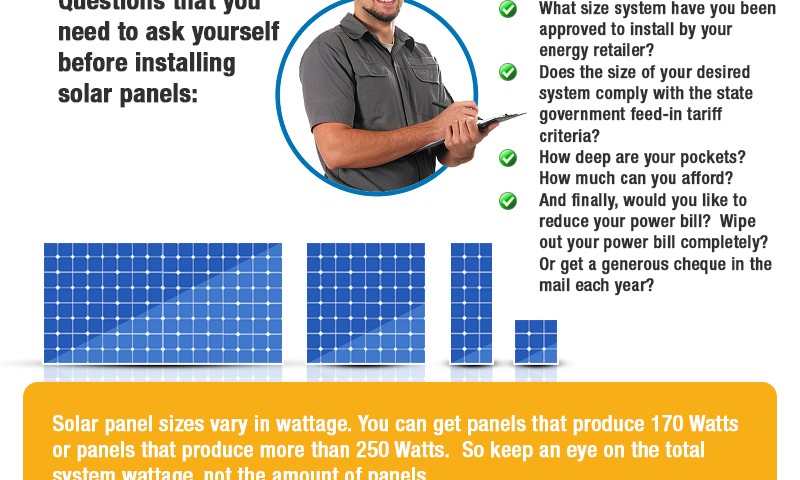 Questions that you
need to ask yourself
before installing
solar panels:
What size system have you been
approved to install by your
energy retailer?
Does the size of your desired
system comply with the state
government feed-in tariff
criteria?
How deep are your pockets?
How much can you afford?
And finally, would you like to
reduce your power bill?  Wipe
out your power bill completely?
Or get a generous cheque in the
mail each year?
Solar panel sizes vary in wattage. You can get panels that produce 170 Watts
or panels that produce more than 250 Watts.  So keep an eye on the total
system wattage, not the amount of panels